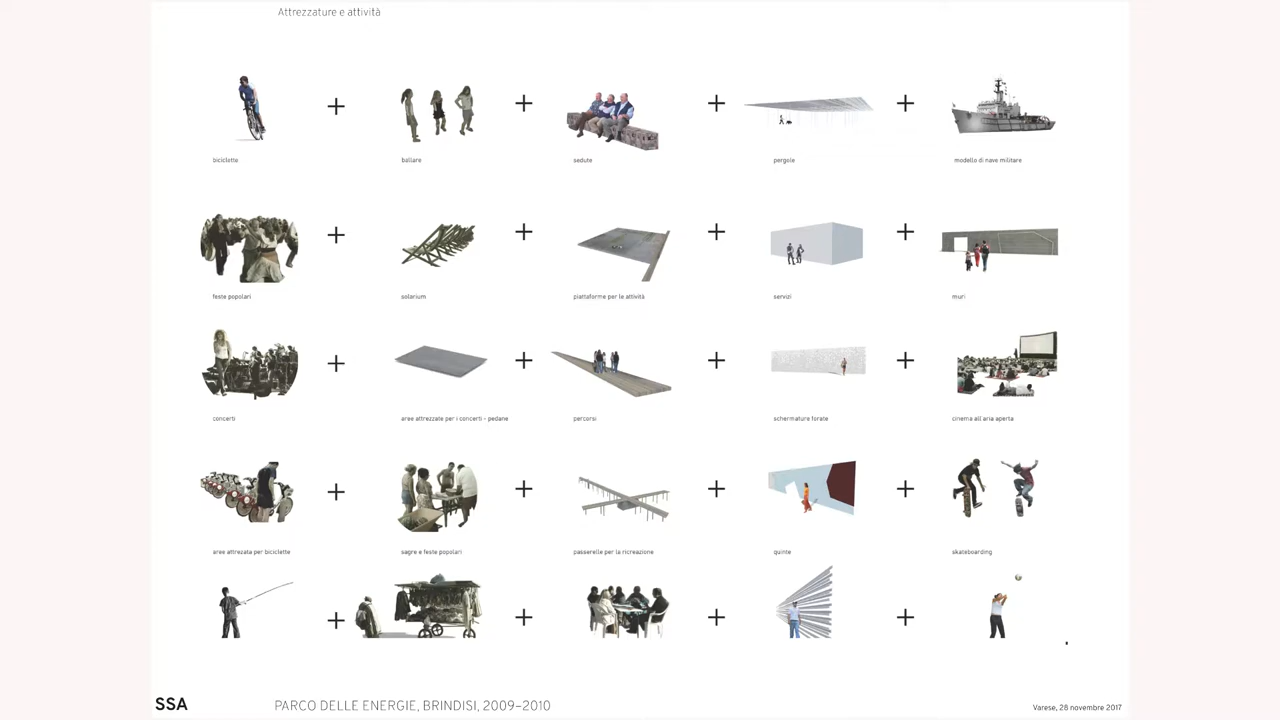 Attrezzature e attività
biciclette
ballare
sedute
pergole
modello di nave militare
feste popolari
solarium
piattaforme per le attività
servizi
muri
concerti
aree attrezzate per i concerti - pedane
percorsi
schermature forate
cinema all'aria aperta
aree attrezata per biciclette
sagre e feste popolari
passerelle per la ricreazione
quinte
skateboarding
SSA
PARCO DELLE ENERGIE, BRINDISI, 2009-2010
Varese, 28 novembre 2017